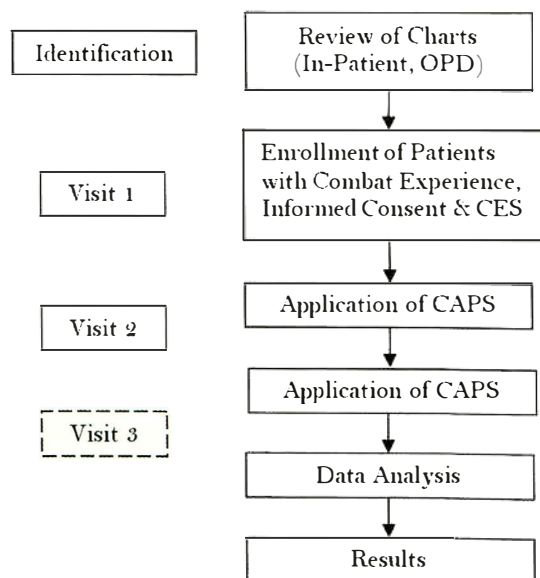 Identification
Review of Charts
(In-Patient, OPD)
Visit 1
Enrollment of Patients
with Combat Experience,
Informed Consent & CES
Visit 2
Application of CAPS
Application of CAPS
Visit 3
Data Analysis
Results